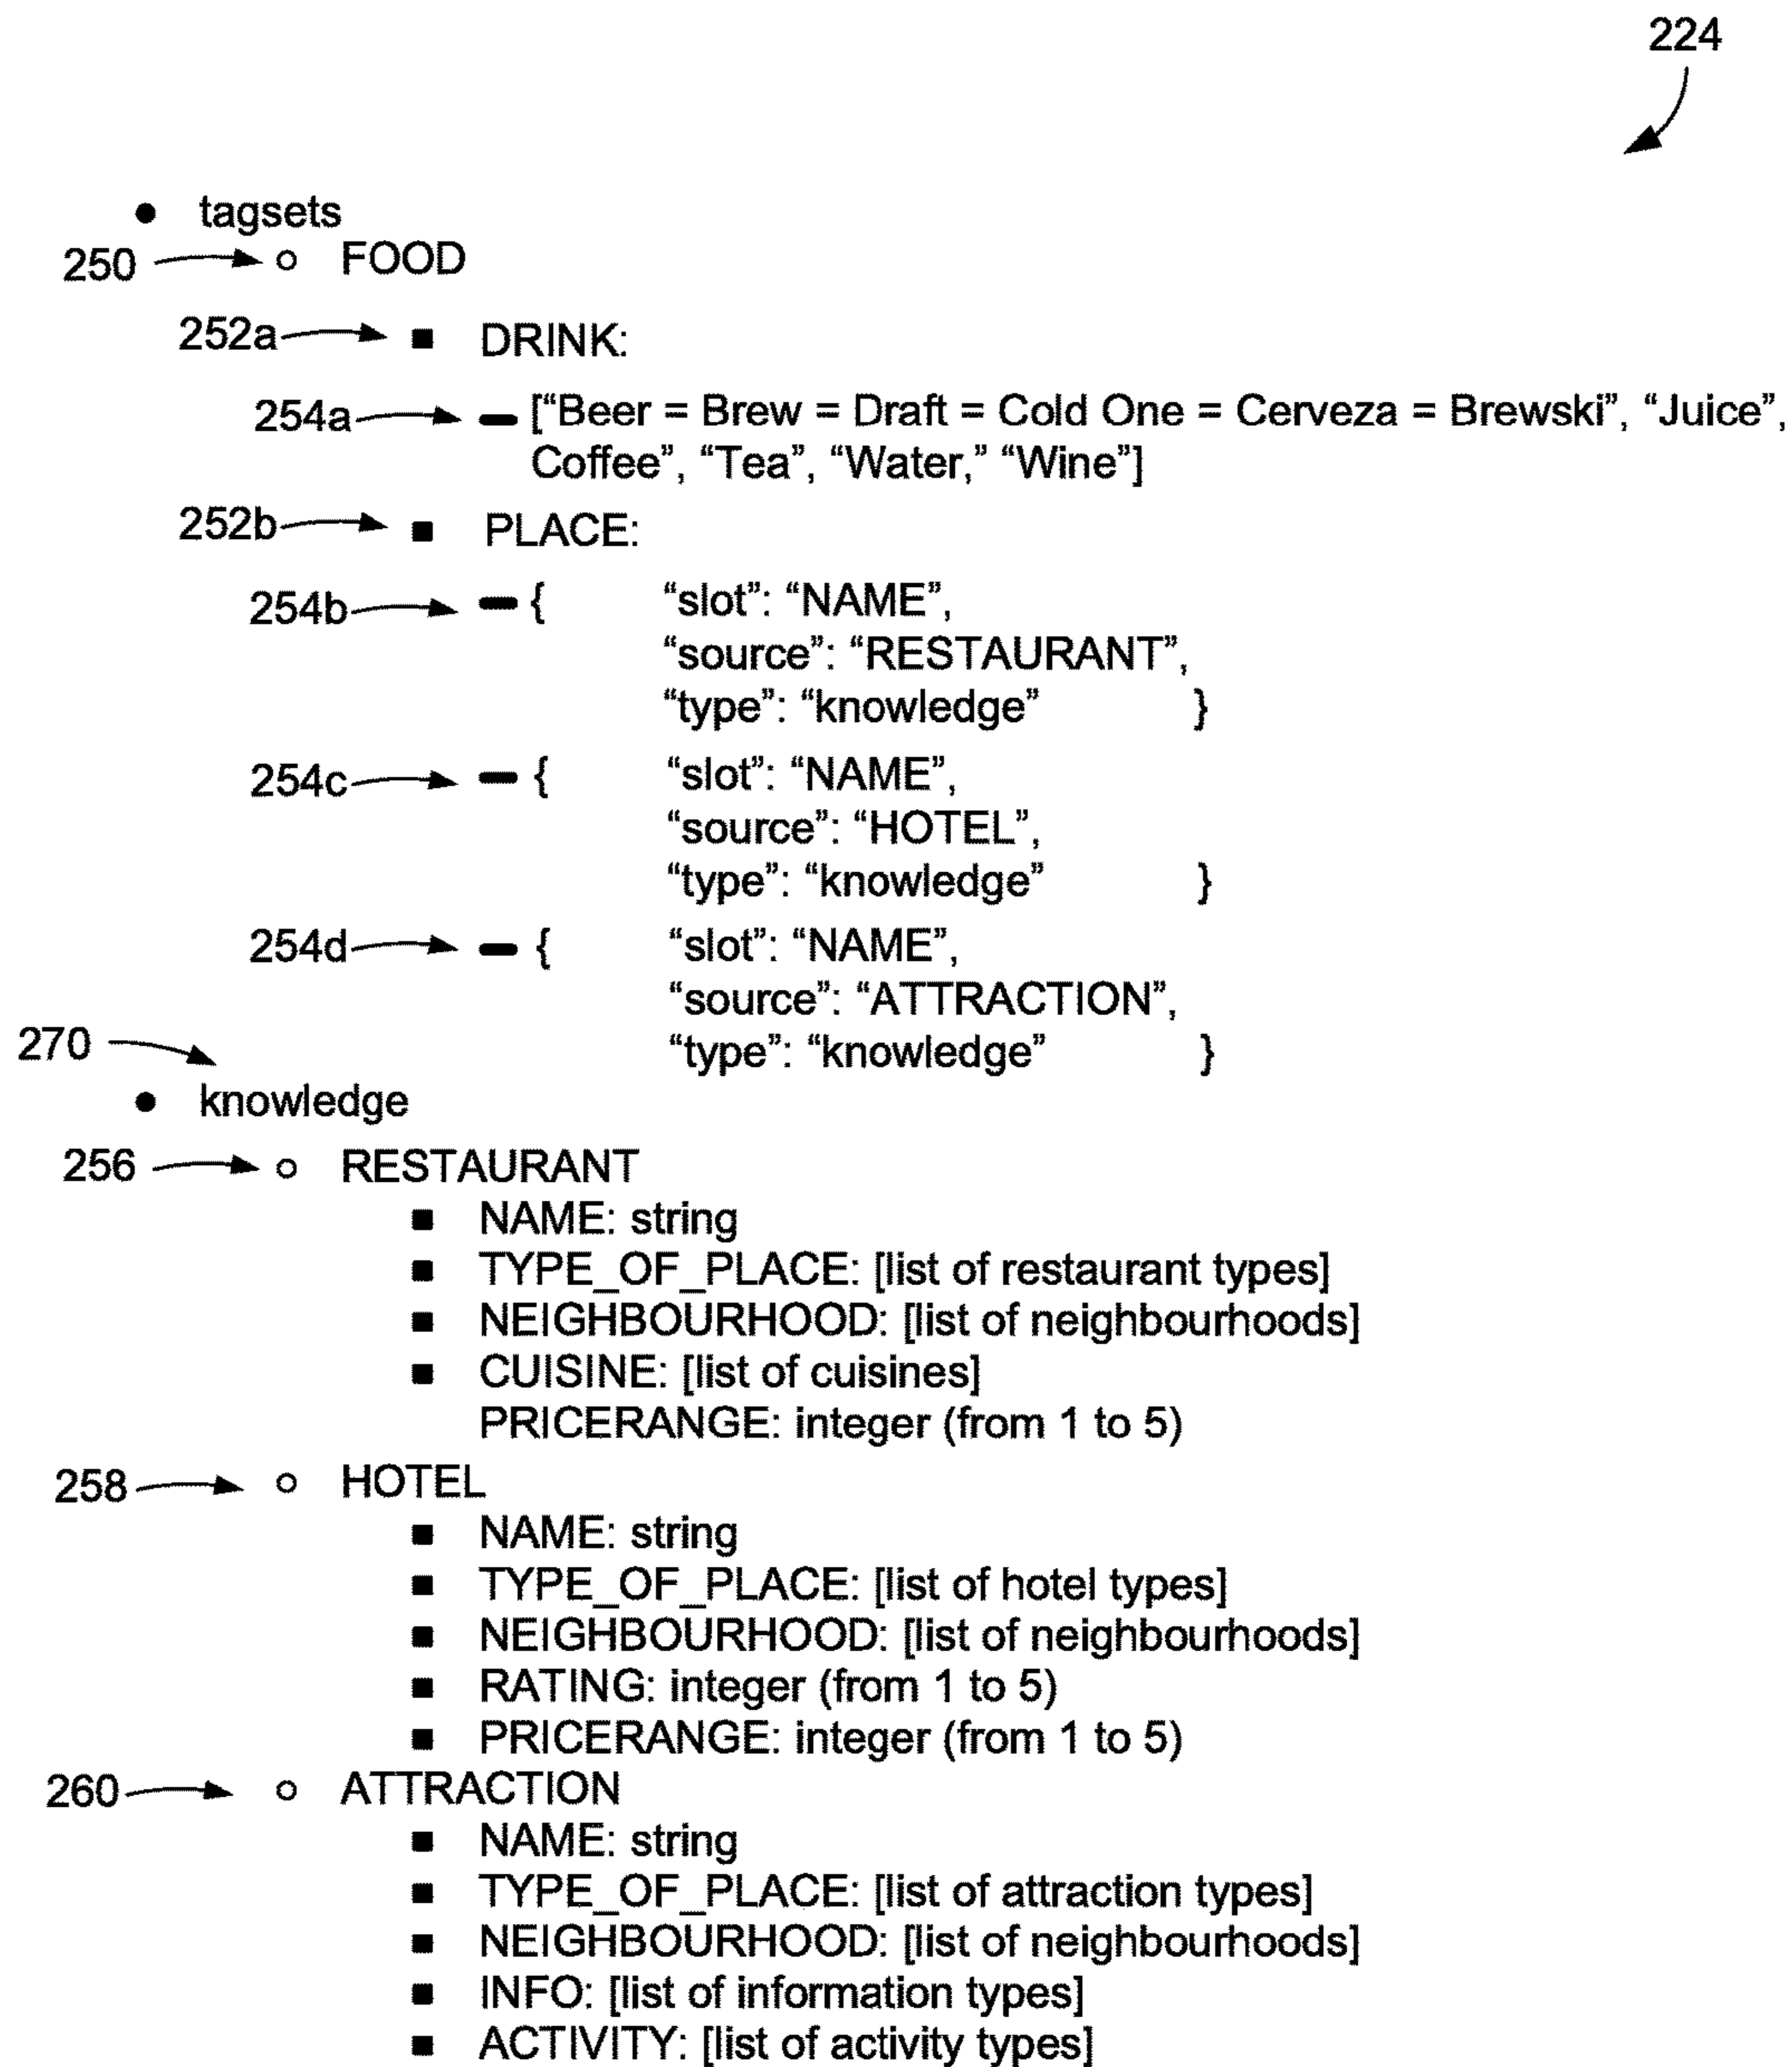 224
• tagsets
250 ○ FOOD
252a ■ DRINK:
254a – [“Beer = Brew = Draft = Cold One = Cerveza = Brewski”, “Juice”,
Coffee”, “Tea”, “Water,” “Wine”]
252b ■ PLACE:
254b – { “slot”: “NAME”,
“source”: “RESTAURANT”,
“type”: “knowledge” }
254c – { “slot”: “NAME”,
“source”: “HOTEL”,
“type”: “knowledge” }
254d – { “slot”: “NAME”,
“source”: “ATTRACTION”,
“type”: “knowledge” }
270
• knowledge
256 ○ RESTAURANT
■ NAME: string
■ TYPE_OF_PLACE: [list of restaurant types]
■ NEIGHBOURHOOD: [list of neighbourhoods]
■ CUISINE: [list of cuisines]
PRICERANGE: integer (from 1 to 5)
258 ○ HOTEL
■ NAME: string
■ TYPE_OF_PLACE: [list of hotel types]
■ NEIGHBOURHOOD: [list of neighbourhoods]
■ RATING: integer (from 1 to 5)
■ PRICERANGE: integer (from 1 to 5)
260 ○ ATTRACTION
■ NAME: string
■ TYPE_OF_PLACE: [list of attraction types]
■ NEIGHBOURHOOD: [list of neighbourhoods]
■ INFO: [list of information types]
■ ACTIVITY: [list of activity types]